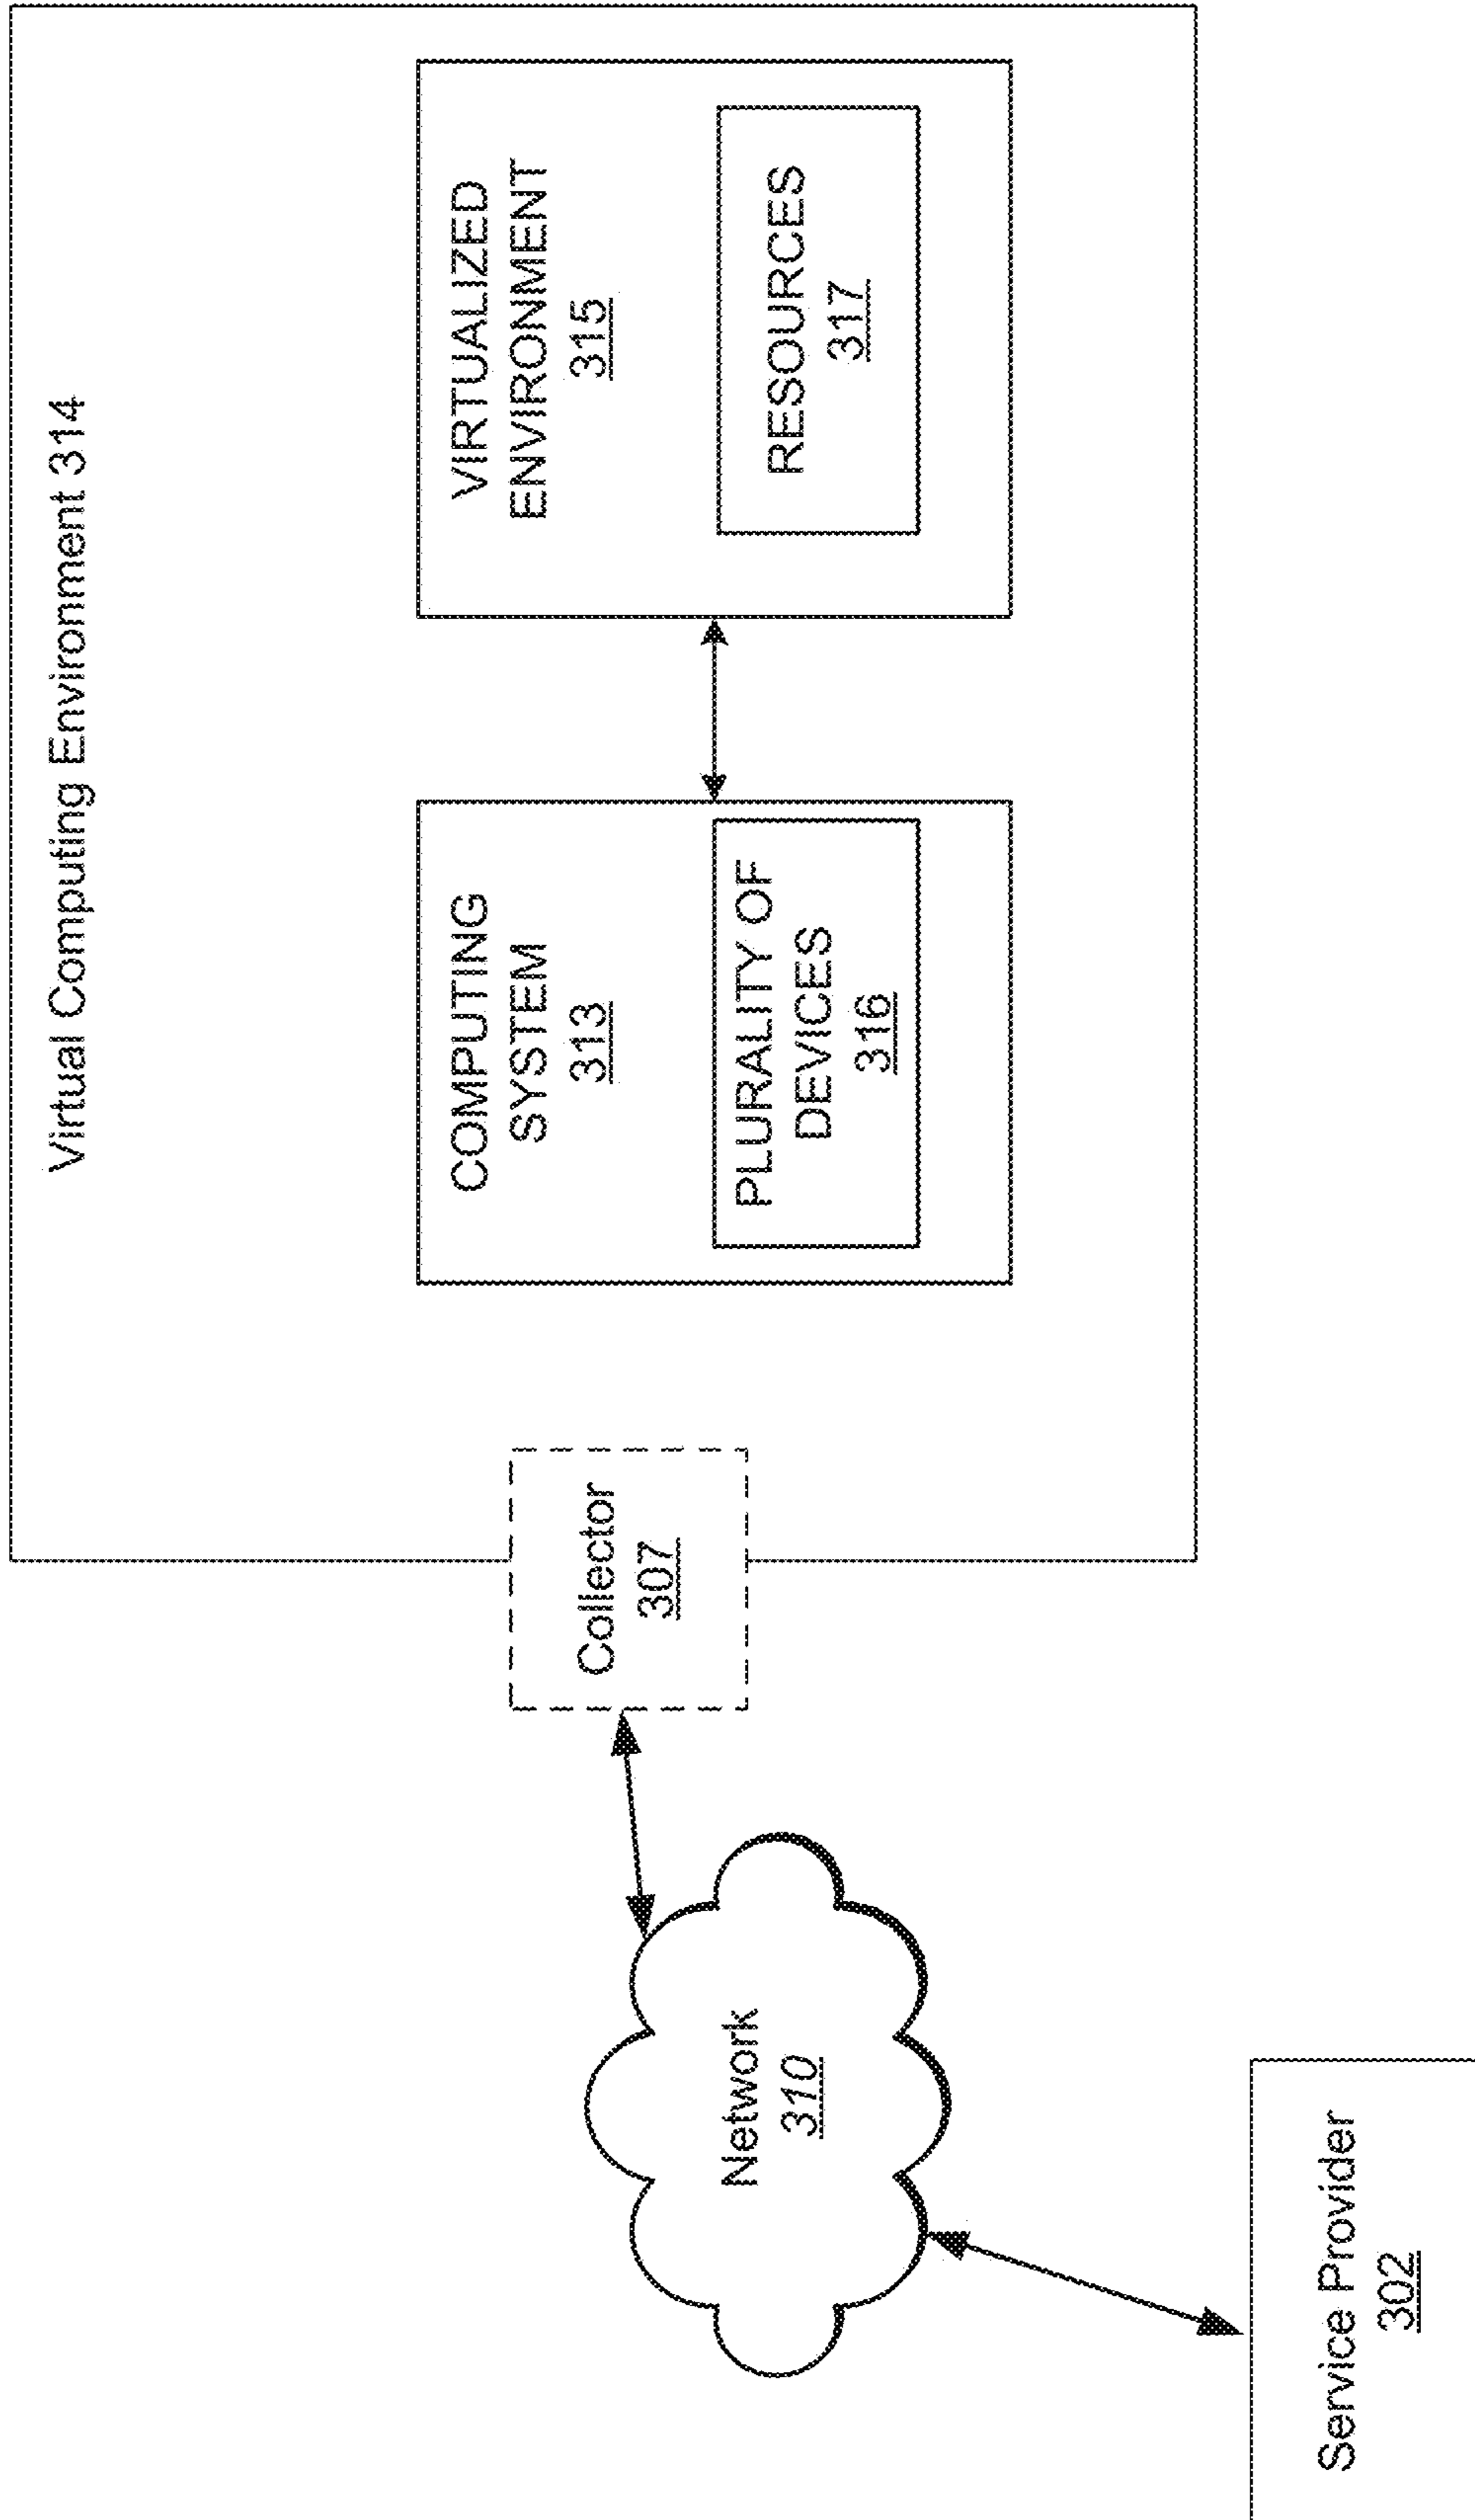 Virtual Computing Environment 314
COMPUTING
SYSTEM
313
PLURALITY OF
DEVICES
316
VIRTUALIZED
ENVIRONMENT
315
RESOURCES
317
Collector
307
Network
310
Service Provider
302